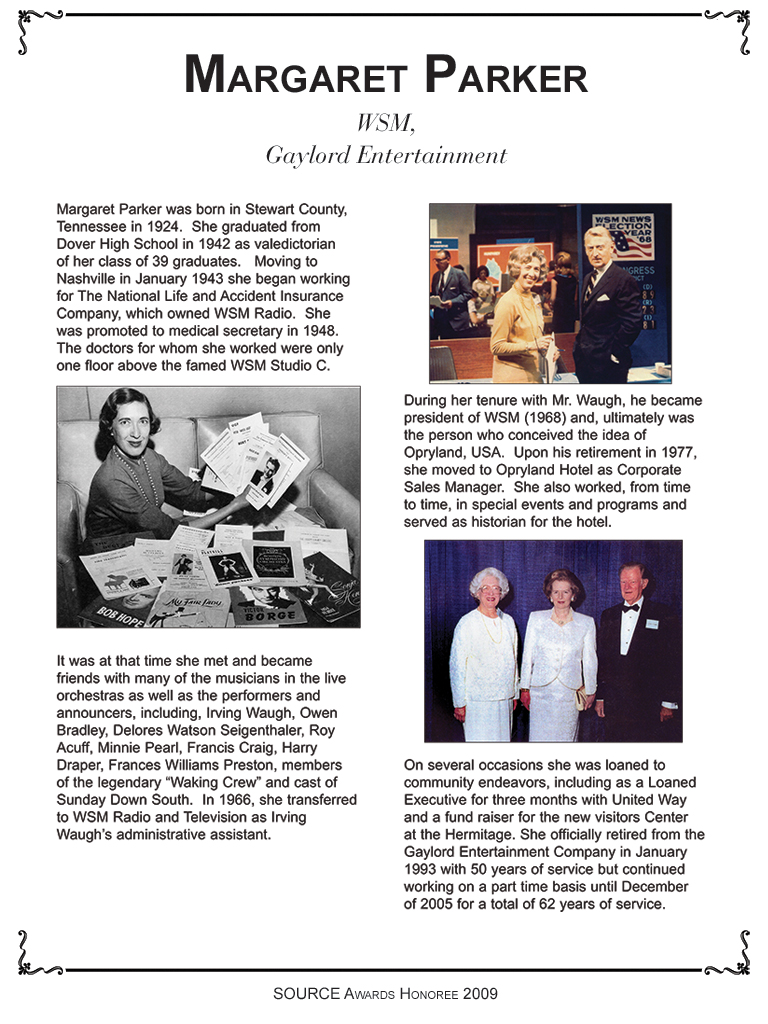 MARGARET PARKER
WSM,
Gaylord Entertainment
Margaret Parker was born in Stewart County,
Tennessee in 1924. She graduated from
Dover High School in 1942 as valedictorian
of her class of 39 graduates. Moving to
Nashville in January 1943 she began working
for The National Life and Accident Insurance
Company, which owned WSM Radio. She
was promoted to medical secretary in 1948.
The doctors for whom she worked were only
one floor above the famed WSM Studio C.
BOB HOPE
My Fair Lady
VICTOR
BORGE
Sonja
It was at that time she met and became
friends with many of the musicians in the live
orchestras as well as the performers and
announcers, including, Irving Waugh, Owen
Bradley, Delores Watson Seigenthaler, Roy
Acuff, Minnie Pearl, Francis Craig, Harry
Draper, Frances Williams Preston, members
of the legendary “Waking Crew” and cast of
Sunday Down South. In 1966, she transferred
to WSM Radio and Television as Irving
Waugh’s administrative assistant.
WSM NEWS
ELECTION
YEAR
'68
During her tenure with Mr. Waugh, he became
president of WSM (1968) and, ultimately was
the person who conceived the idea of
Opryland, USA. Upon his retirement in 1977,
she moved to Opryland Hotel as Corporate
Sales Manager. She also worked, from time
to time, in special events and programs and
served as historian for the hotel.
On several occasions she was loaned to
community endeavors, including as a Loaned
Executive for three months with United Way
and a fund raiser for the new visitors Center
at the Hermitage. She officially retired from the
Gaylord Entertainment Company in January
1993 with 50 years of service but continued
working on a part time basis until December
of 2005 for a total of 62 years of service.
SOURCE AWARDS HONOREE 2009